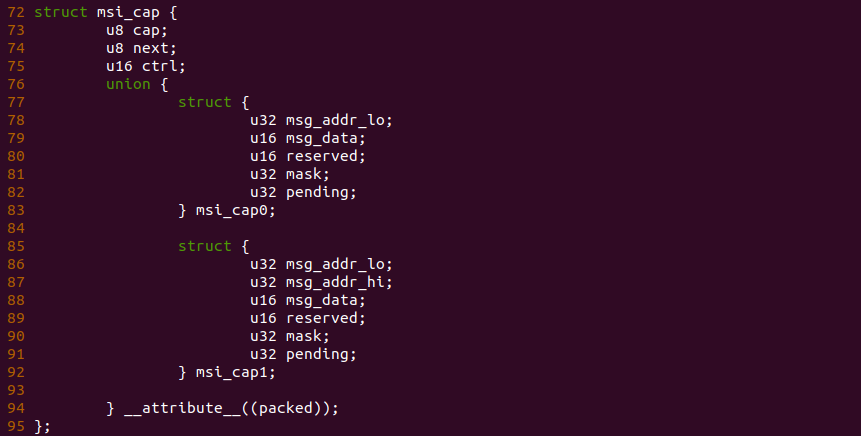 72 struct msi_cap {
73         u8 cap;
74         u8 next;
75         u16 ctrl;
76         union {
77                 struct {
78                         u32 msg_addr_lo;
79                         u16 msg_data;
80                         u16 reserved;
81                         u32 mask;
82                         u32 pending;
83                 } msi_cap0;
84
85                 struct {
86                         u32 msg_addr_lo;
87                         u32 msg_addr_hi;
88                         u16 msg_data;
89                         u16 reserved;
90                         u32 mask;
91                         u32 pending;
92                 } msi_cap1;
93
94         } __attribute__((packed));
95 };